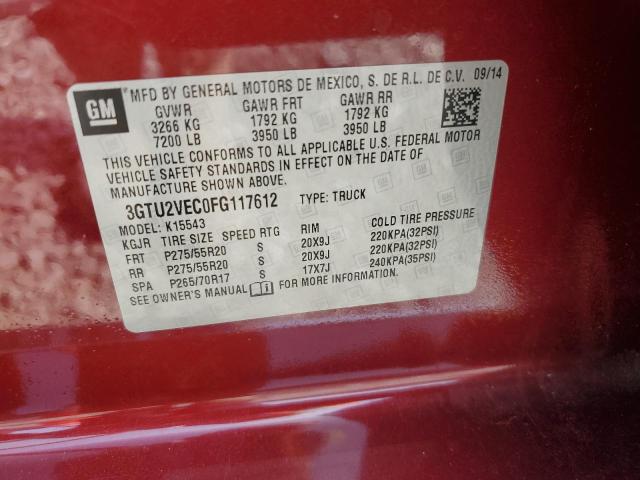 GM
MFD BY GENERAL MOTORS DE MEXICO, S. DE R.L. DE C.V. 09/14
GVWR GAWR FRT GAWR RR
3266 KG 1792 KG 1792 KG
7200 LB 3950 LB 3950 LB
THIS VEHICLE CONFORMS TO ALL APPLICABLE U.S. FEDERAL MOTOR
VEHICLE SAFETY STANDARDS IN EFFECT ON THE DATE OF
MANUFACTURE SHOWN ABOVE.
3GTU2VEC0FG117612 TYPE: TRUCK
MODEL: K15543
KGJR TIRE SIZE SPEED RTG RIM COLD TIRE PRESSURE
FRT P275/55R20 S 20X9J 220KPA(32PSI)
RR P275/55R20 S 20X9J 220KPA(32PSI)
SPA P265/70R17 S 17X7J 240KPA(35PSI)
SEE OWNER'S MANUAL FOR MORE INFORMATION.